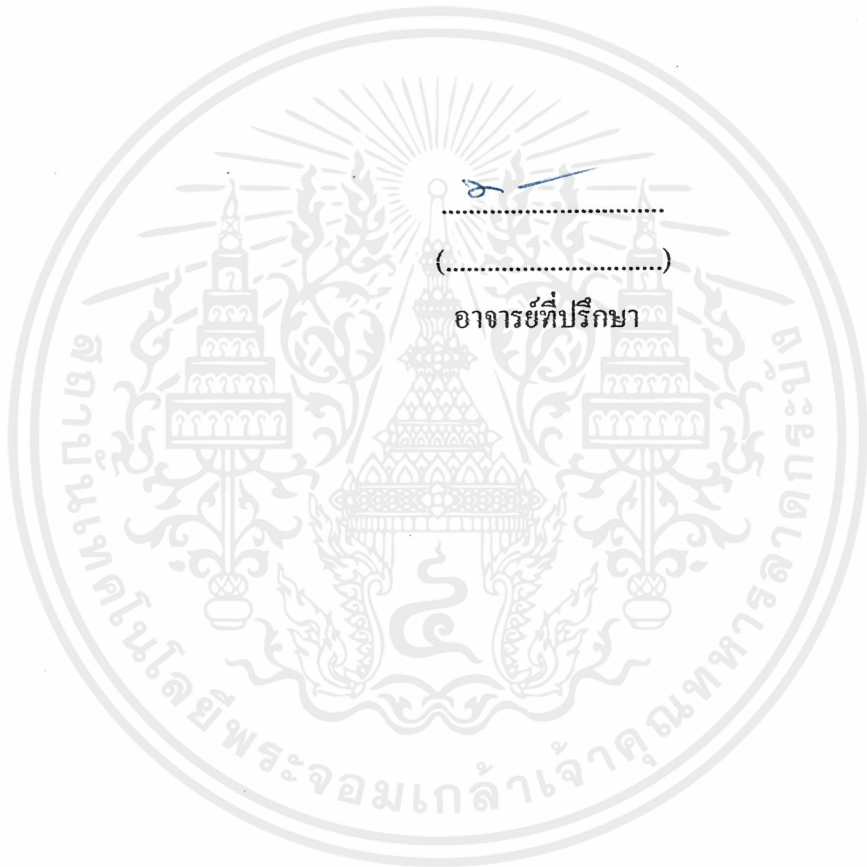 ..............................
(..............................)
อาจารย์ที่ปรึกษา
สถาบันเทคโนโลยีพระจอมเกล้าเจ้าคุณทหารลาดกระบัง